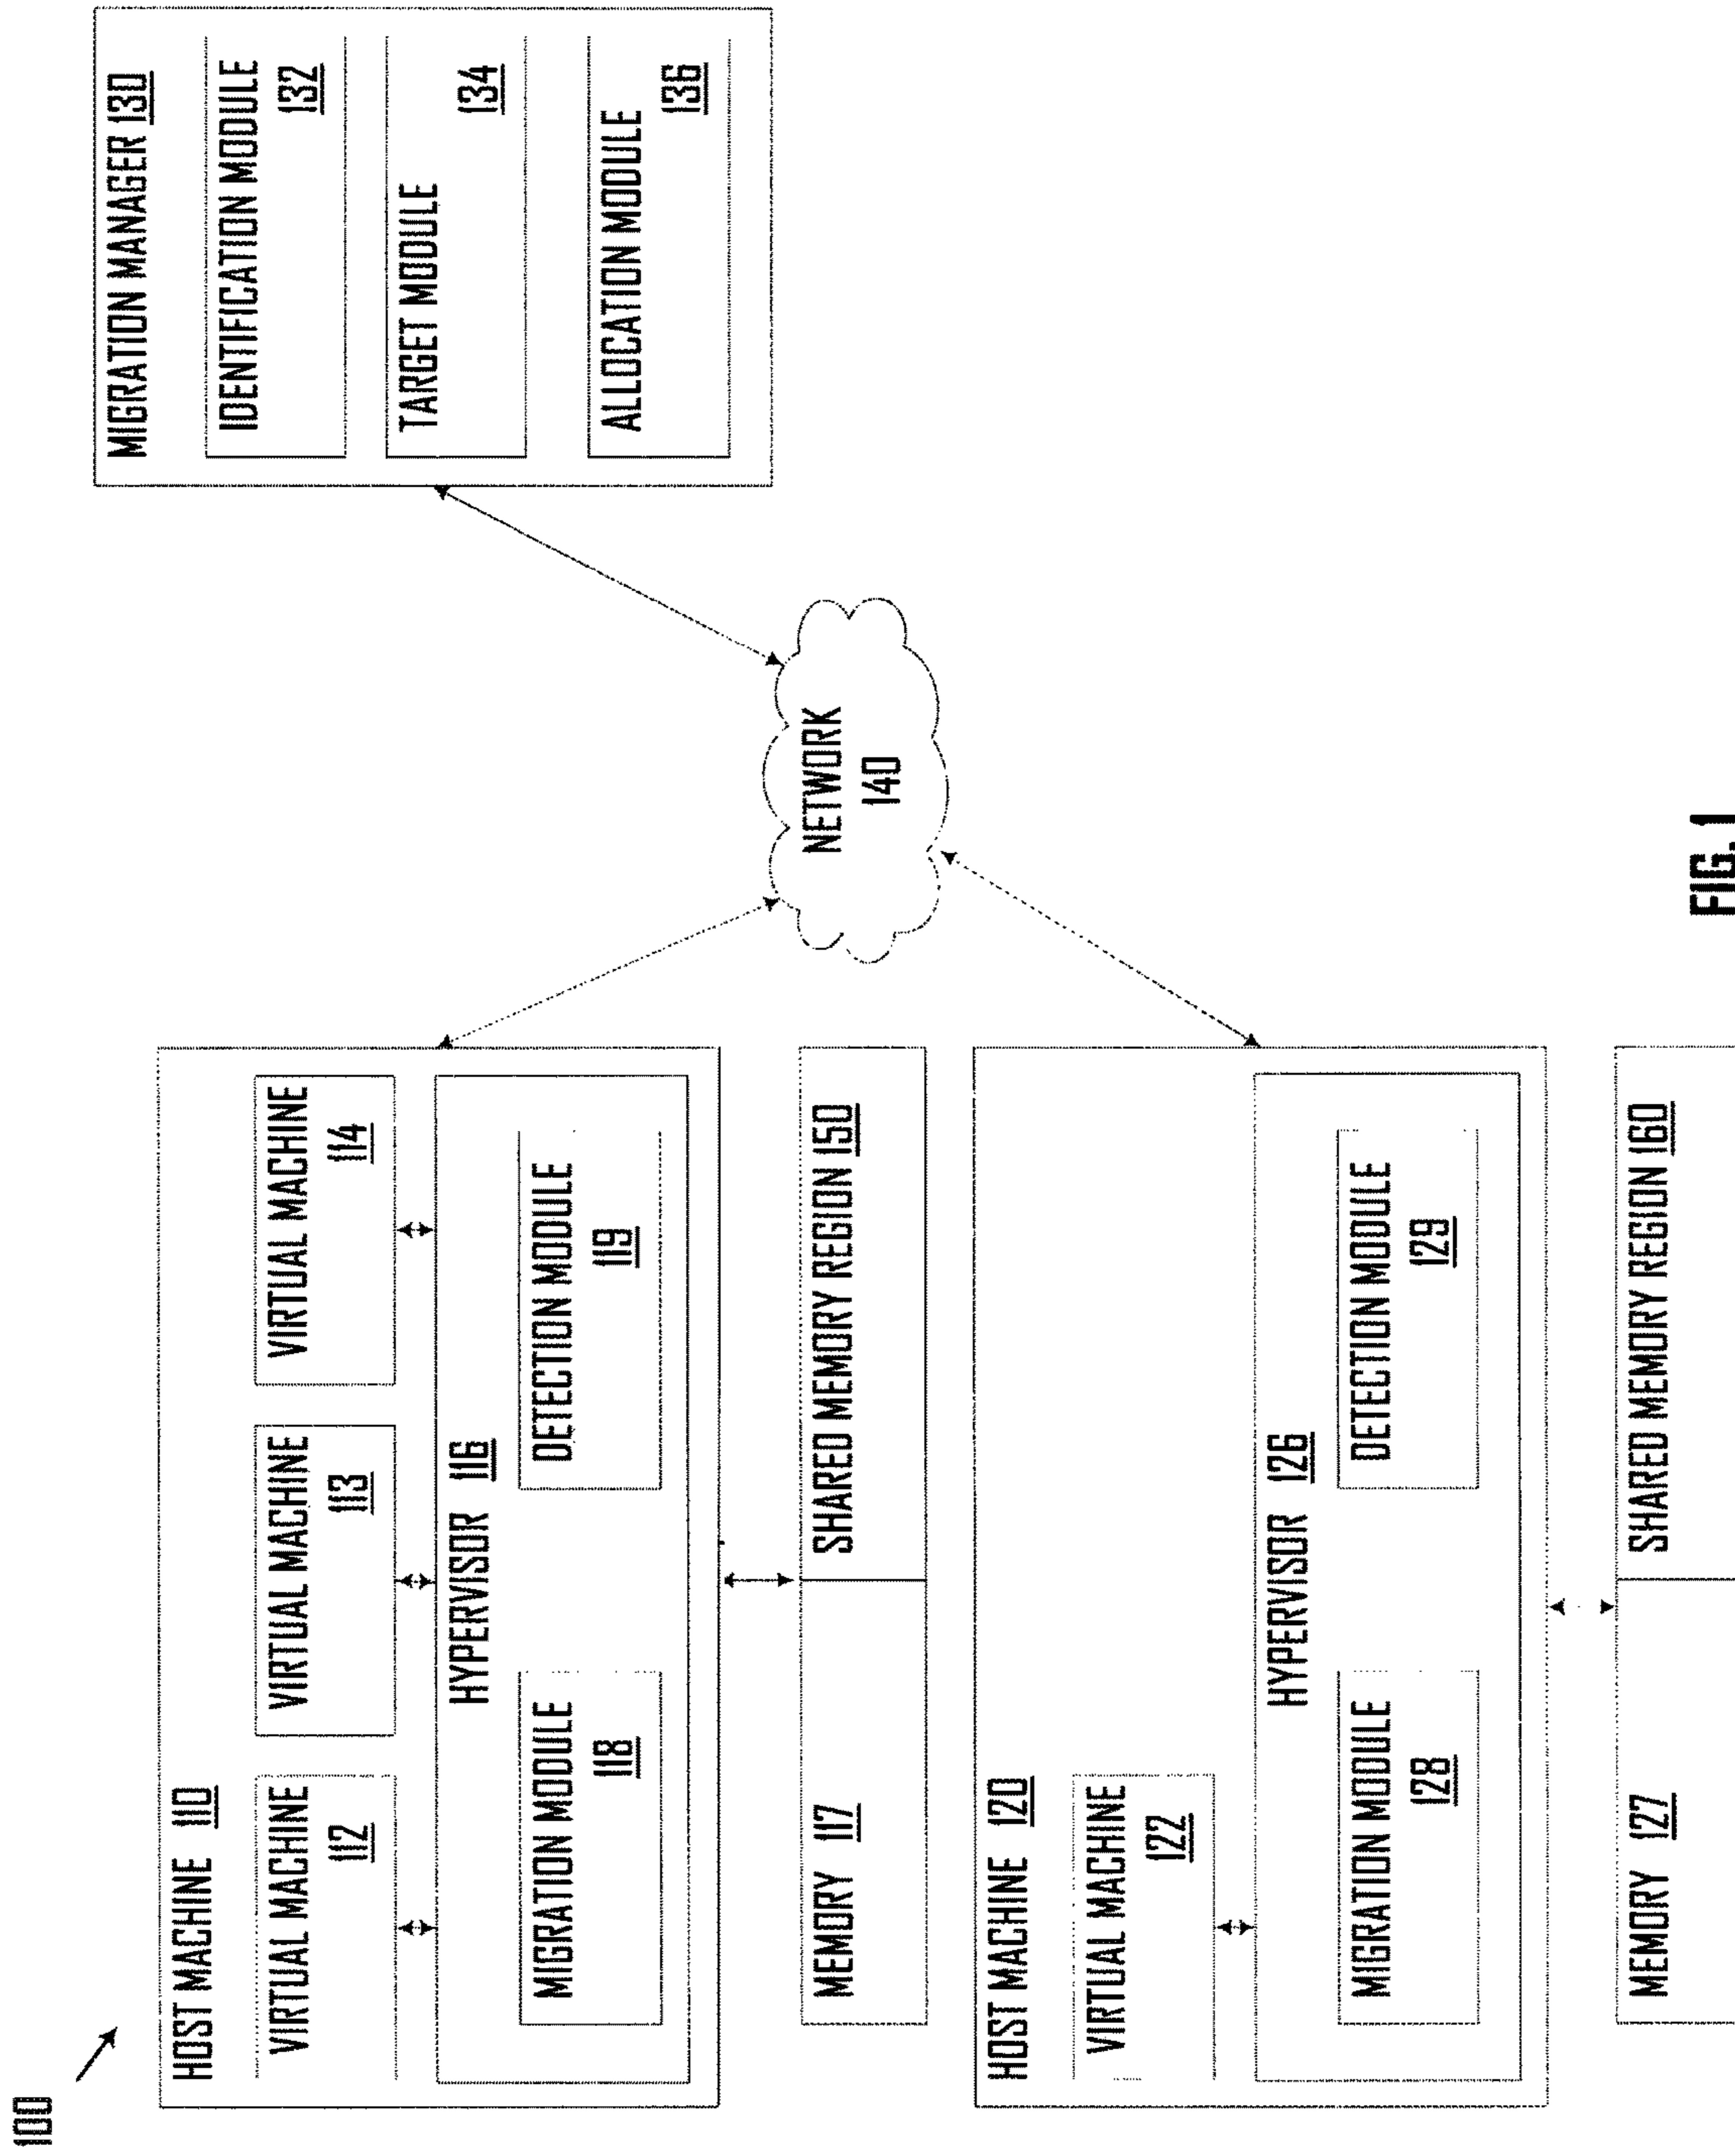 100
HOST MACHINE 110
VIRTUAL MACHINE
112
VIRTUAL MACHINE
113
VIRTUAL MACHINE
114
HYPERVISOR 116
MIGRATION MODULE
118
DETECTION MODULE
119
MEMORY 117
SHARED MEMORY REGION 150
HOST MACHINE 120
VIRTUAL MACHINE
122
HYPERVISOR 126
MIGRATION MODULE
128
DETECTION MODULE
129
MEMORY 127
SHARED MEMORY REGION 160
NETWORK
140
MIGRATION MANAGER 130
IDENTIFICATION MODULE
132
TARGET MODULE
134
ALLOCATION MODULE
136
FIG. 1